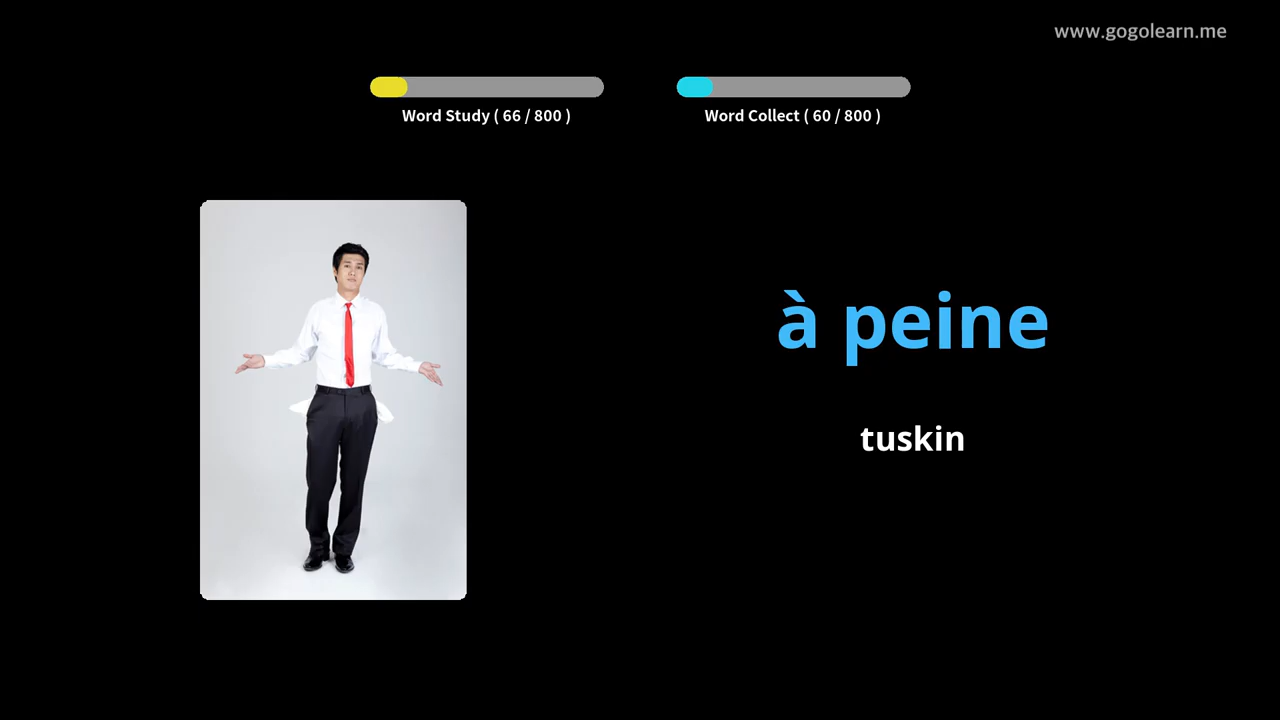 www.gogolearn.me
Word Study ( 66 / 800 )
Word Collect ( 60 / 800 )
à peine
tuskin